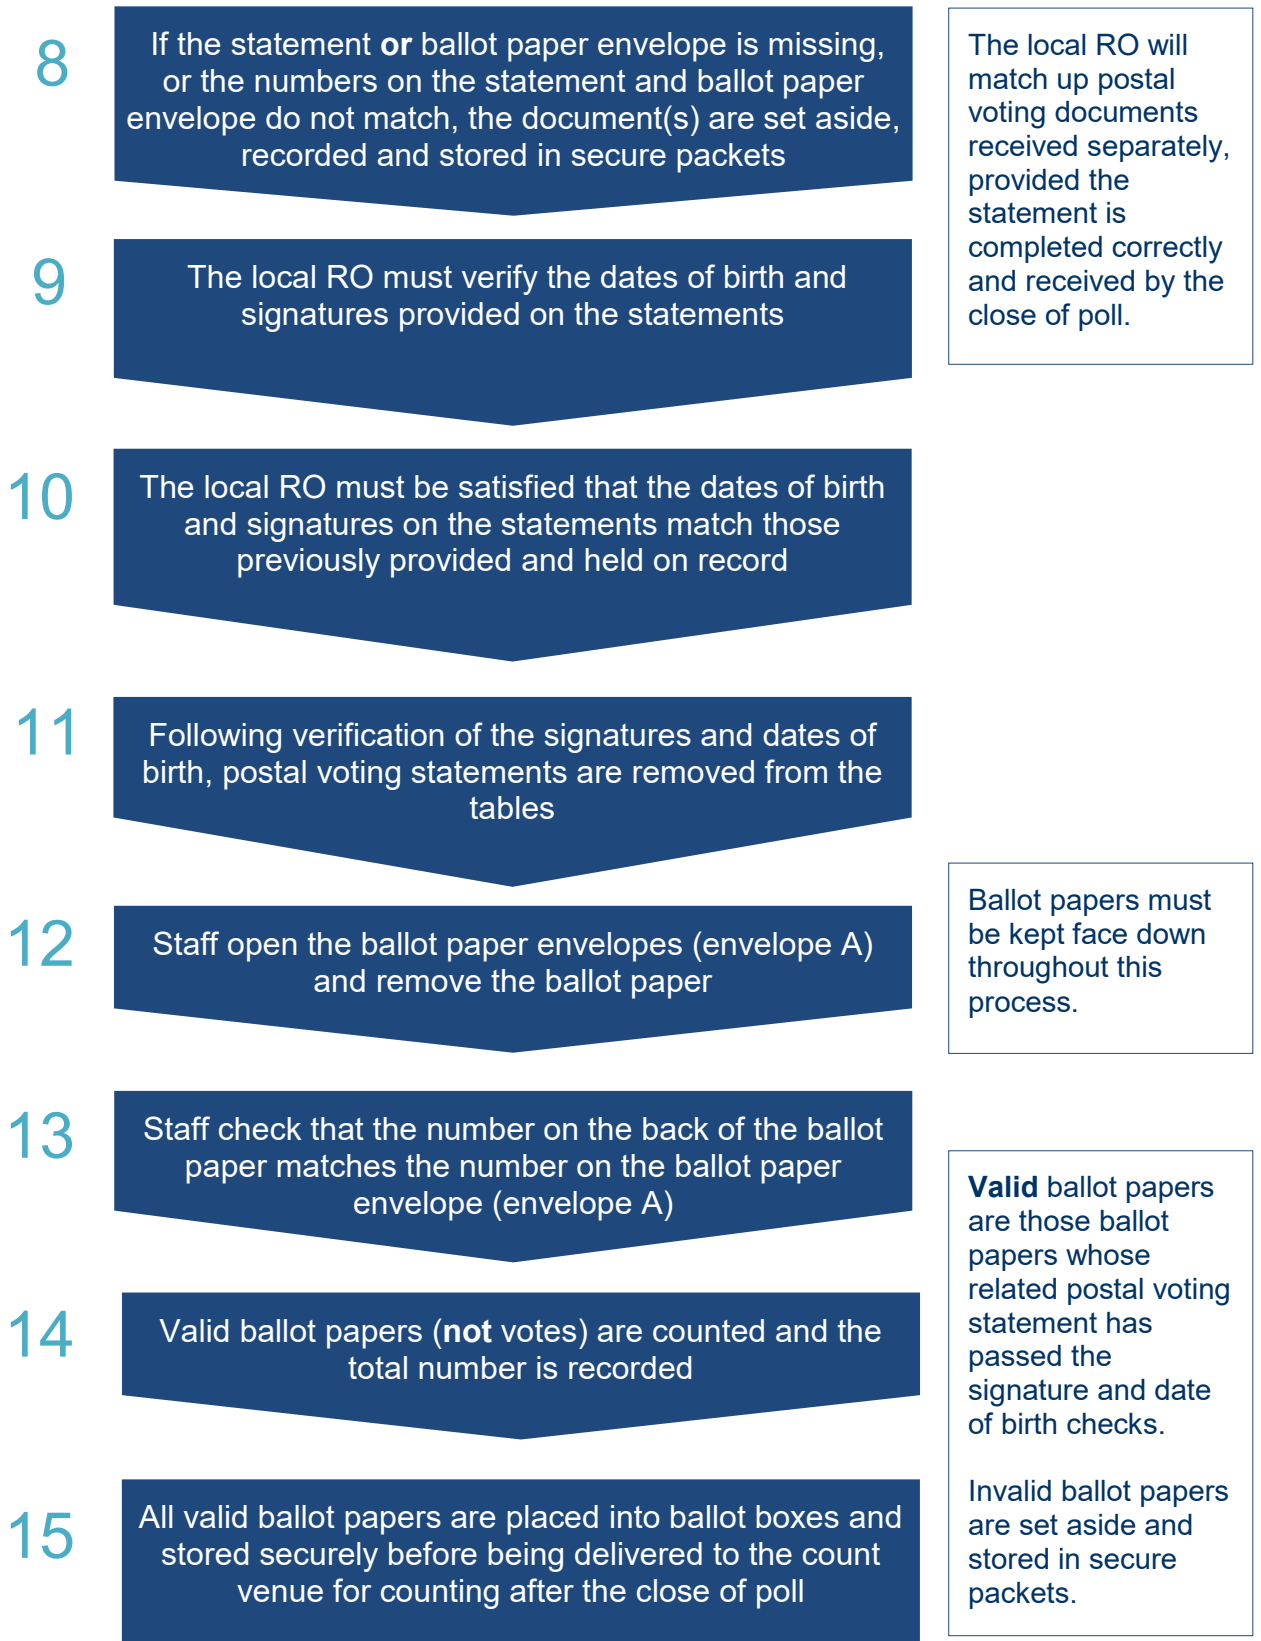 8
If the statement or ballot paper envelope is missing,
or the numbers on the statement and ballot paper
envelope do not match, the document(s) are set aside,
recorded and stored in secure packets
The local RO will
match up postal
voting documents
received separately,
provided the
statement is
completed correctly
and received by the
close of poll.
9
The local RO must verify the dates of birth and
signatures provided on the statements
10
The local RO must be satisfied that the dates of birth
and signatures on the statements match those
previously provided and held on record
11
Following verification of the signatures and dates of
birth, postal voting statements are removed from the
tables
12
Staff open the ballot paper envelopes (envelope A)
and remove the ballot paper
Ballot papers must
be kept face down
throughout this
process.
13
Staff check that the number on the back of the ballot
paper matches the number on the ballot paper
envelope (envelope A)
14
Valid ballot papers (not votes) are counted and the
total number is recorded
Valid ballot papers
are those ballot
papers whose
related postal voting
statement has
passed the
signature and date
of birth checks.
Invalid ballot papers
are set aside and
stored in secure
packets.
15
All valid ballot papers are placed into ballot boxes and
stored securely before being delivered to the count
venue for counting after the close of poll